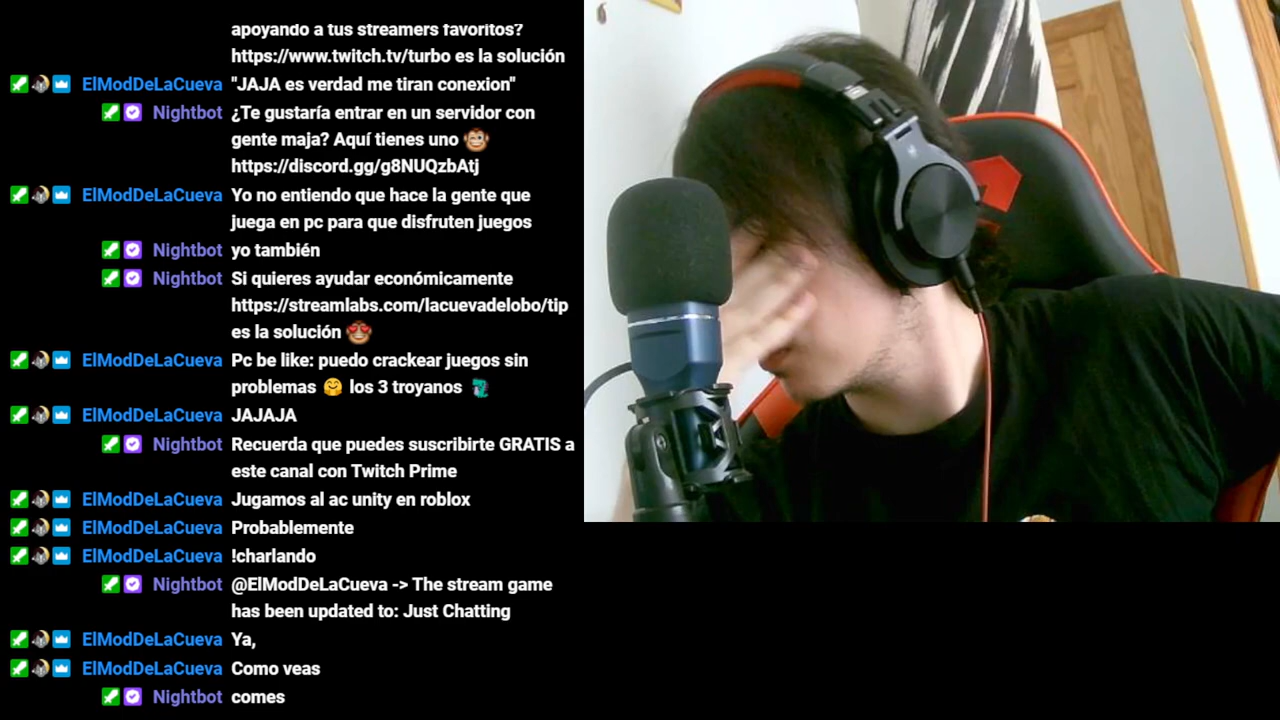 apoyando a tus streamers favoritos?
https://www.twitch.tv/turbo es la solución
ElModDeLaCueva "JAJA es verdad me tiran conexion"
Nightbot ¿Te gustaría entrar en un servidor con
gente maja? Aquí tienes uno 🐵
https://discord.gg/g8NUQzbAtj
ElModDeLaCueva Yo no entiendo que hace la gente que
juega en pc para que disfruten juegos
Nightbot yo también
Nightbot Si quieres ayudar económicamente
https://streamlabs.com/lacuevadelobo/tip
es la solución
ElModDeLaCueva Pc be like: puedo crackear juegos sin
problemas 🤗 los 3 troyanos
ElModDeLaCueva JAJAJA
Nightbot Recuerda que puedes suscribirte GRATIS a
este canal con Twitch Prime
ElModDeLaCueva Jugamos al ac unity en roblox
ElModDeLaCueva Probablemente
ElModDeLaCueva !charlando
Nightbot @ElModDeLaCueva -> The stream game
has been updated to: Just Chatting
ElModDeLaCueva Ya,
ElModDeLaCueva Como veas
Nightbot comes